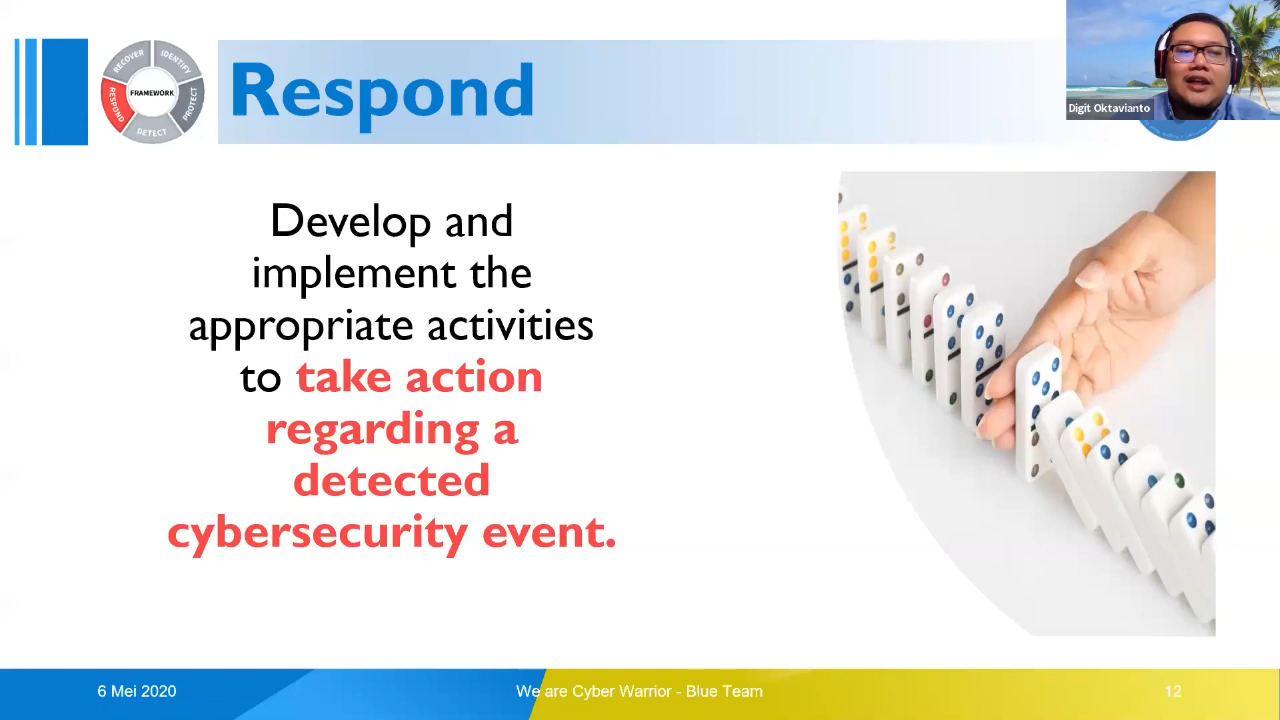 RECOVER
IDENTIFY
PROTECT
DETECT
RESPOND
FRAMEWORK
Respond
Digit Oktavianto
Develop and
implement the
appropriate activities
to take action
regarding a
detected
cybersecurity event.
6 Mei 2020
We are Cyber Warrior - Blue Team
12